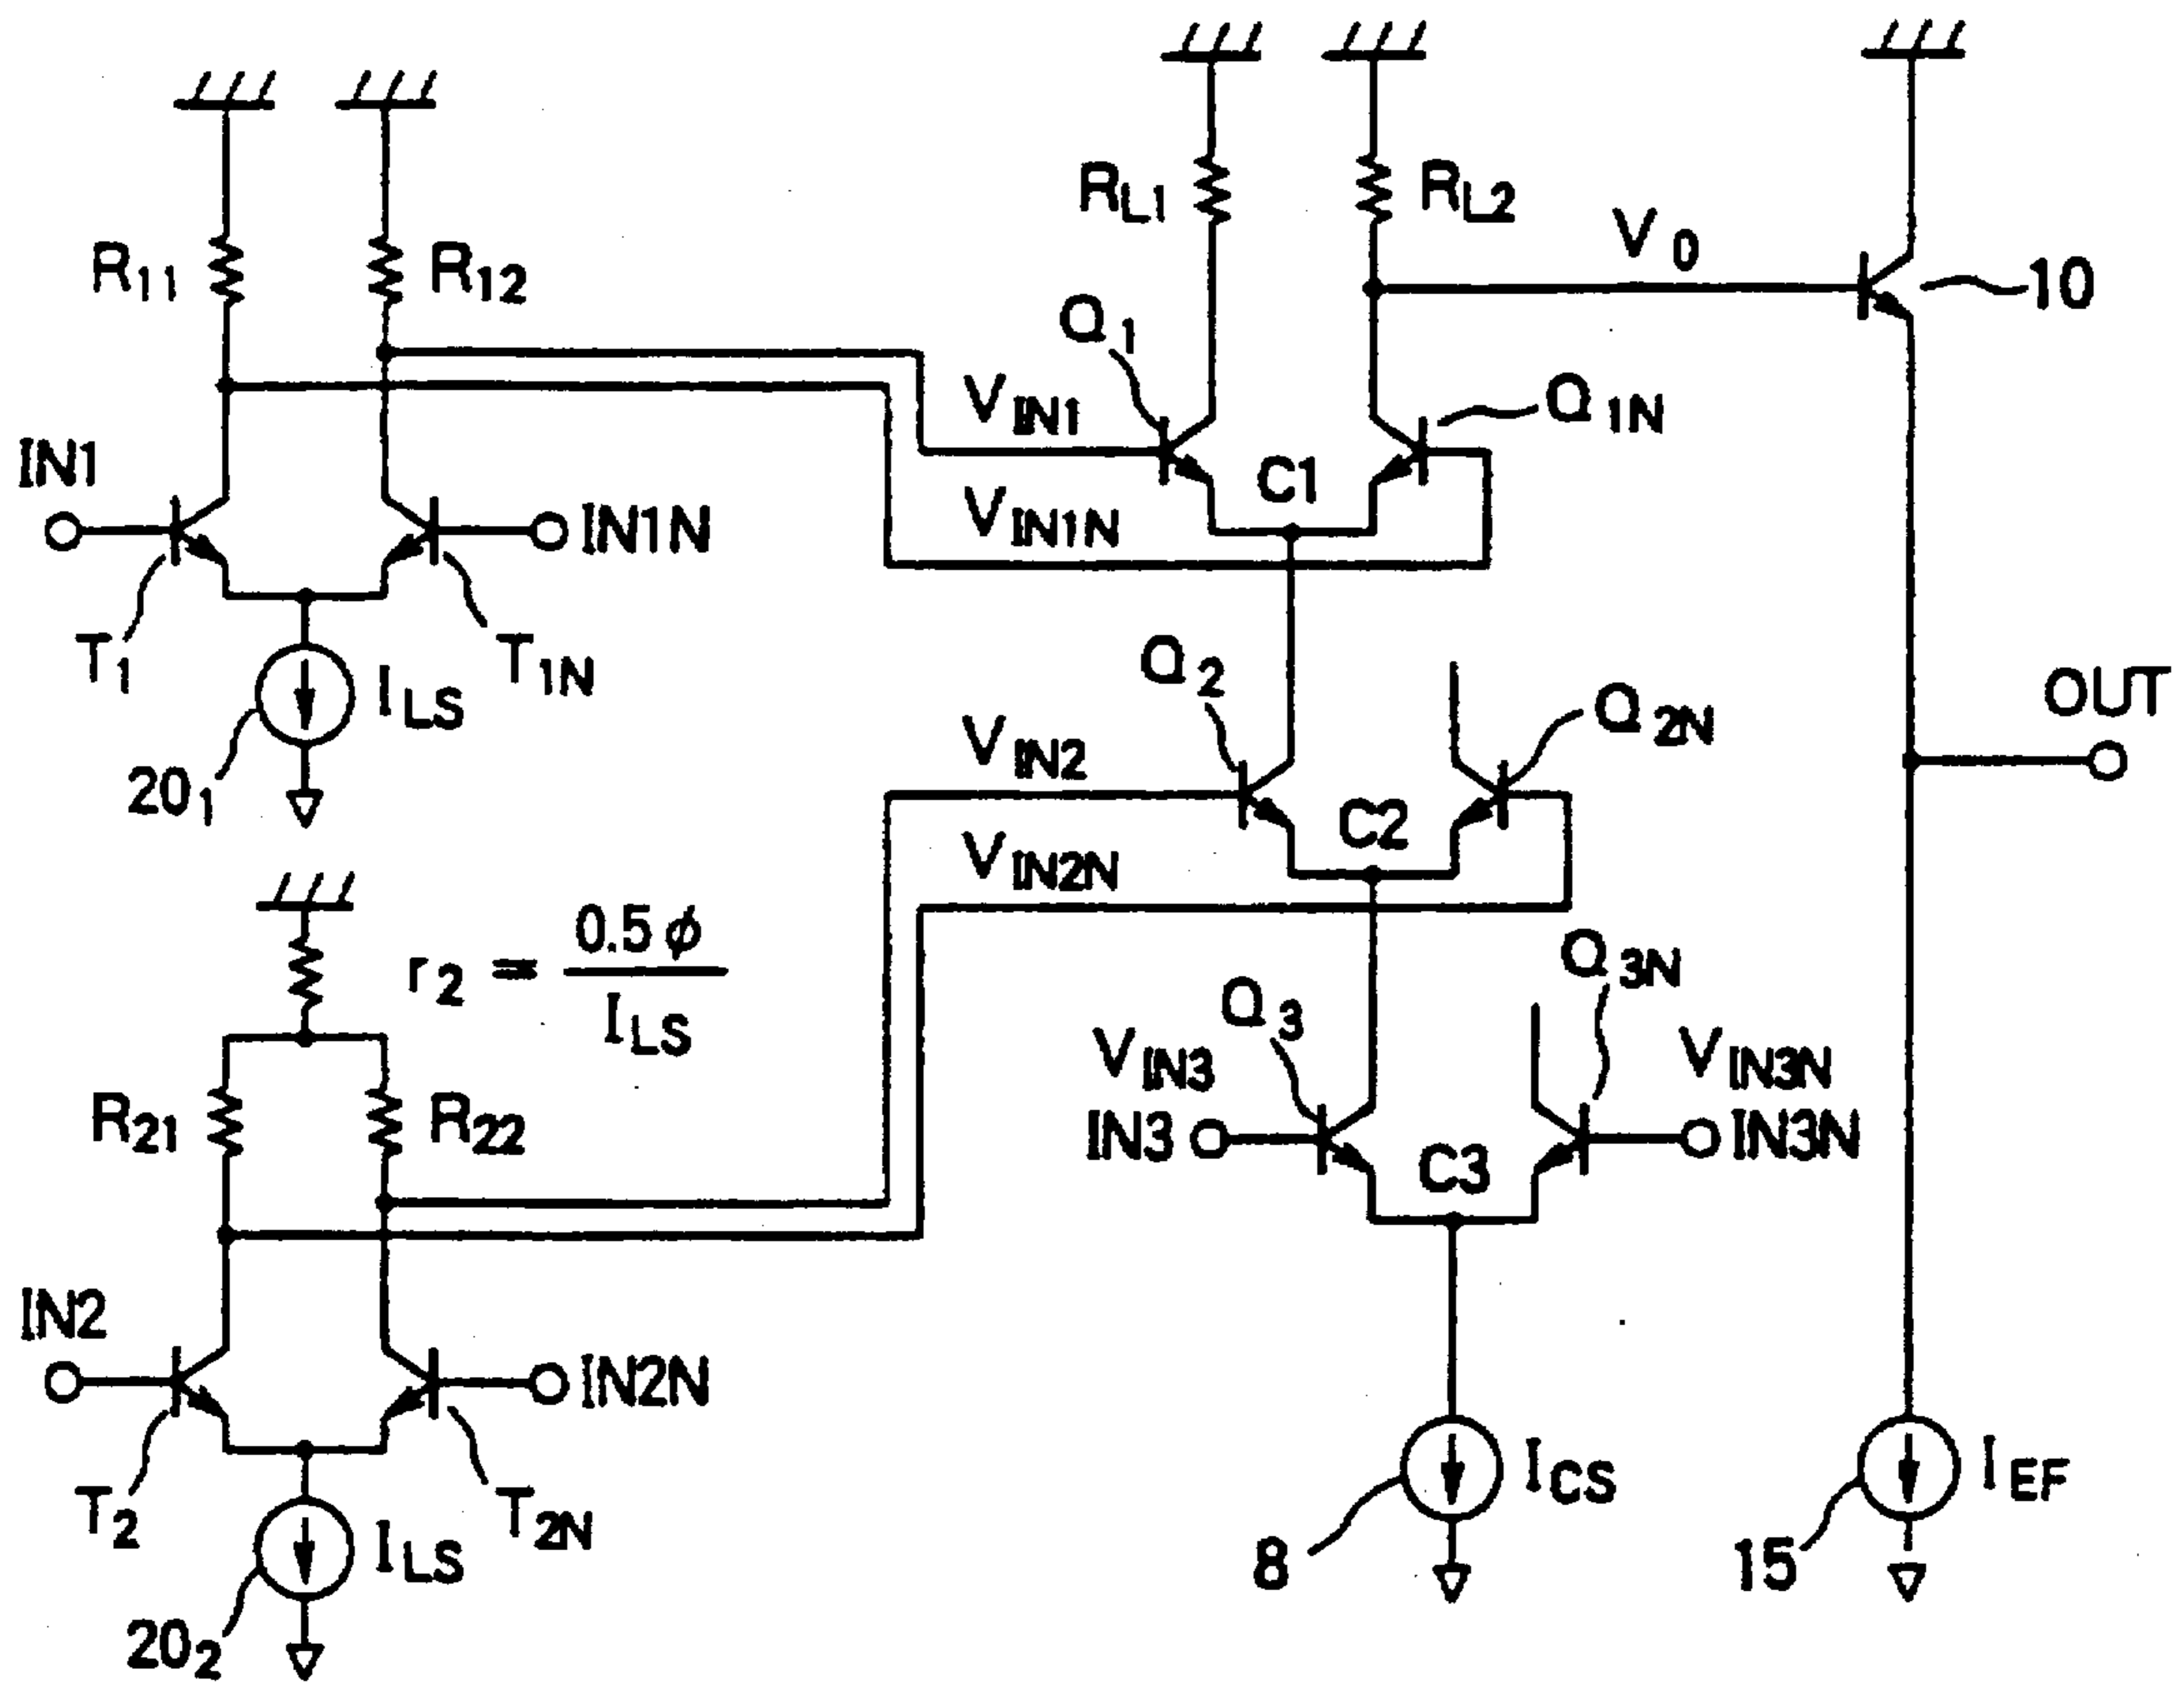 R11
R12
IN1
IN1N
T1
T1N
ILS
201
r2 = 0.5φ / ILS
R21
R22
IN2
IN2N
T2
T2N
ILS
202
RL1
RL2
V0
10
Q1
Q1N
VIN1
C1
VIN1N
Q2
Q2N
VIN2
C2
VIN2N
OUT
Q3
Q3N
VIN3
VIN3N
IN3
C3
IN3N
ICS
8
IEF
15